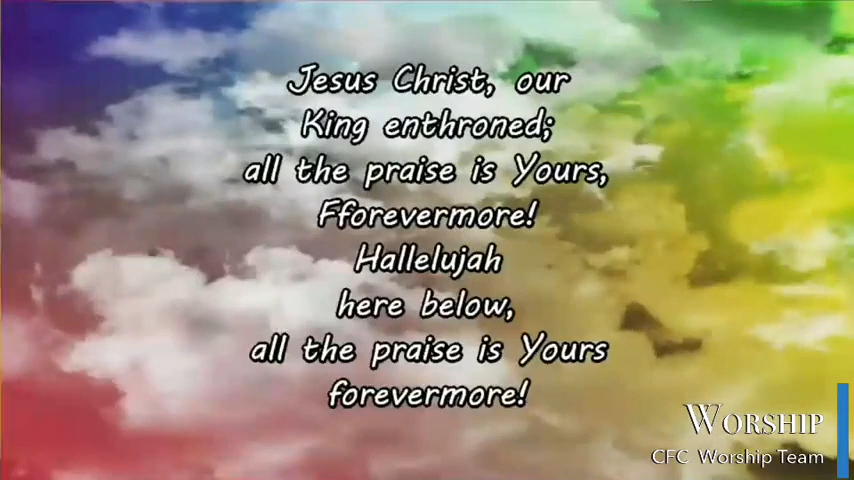 Jesus Christ, our
King enthroned;
all the praise is Yours,
Fforevermore!
Hallelujah
here below,
all the praise is Yours
forevermore!
Worship
CFC Worship Team